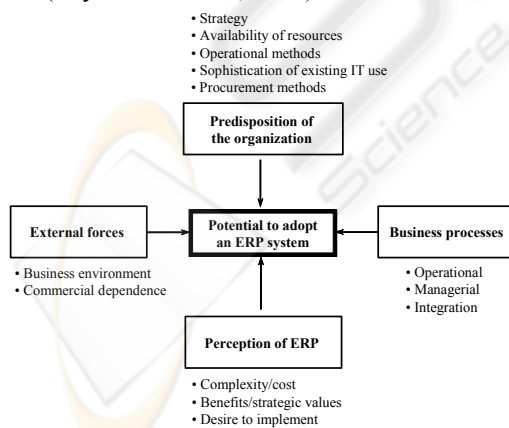 • Strategy
• Availability of resources
• Operational methods
• Sophistication of existing IT use
• Procurement methods
Predisposition of
the organization
External forces
• Business environment
• Commercial dependence
Potential to adopt
an ERP system
Business processes
• Operational
• Managerial
• Integration
Perception of ERP
• Complexity/cost
• Benefits/strategic values
• Desire to implement
Science